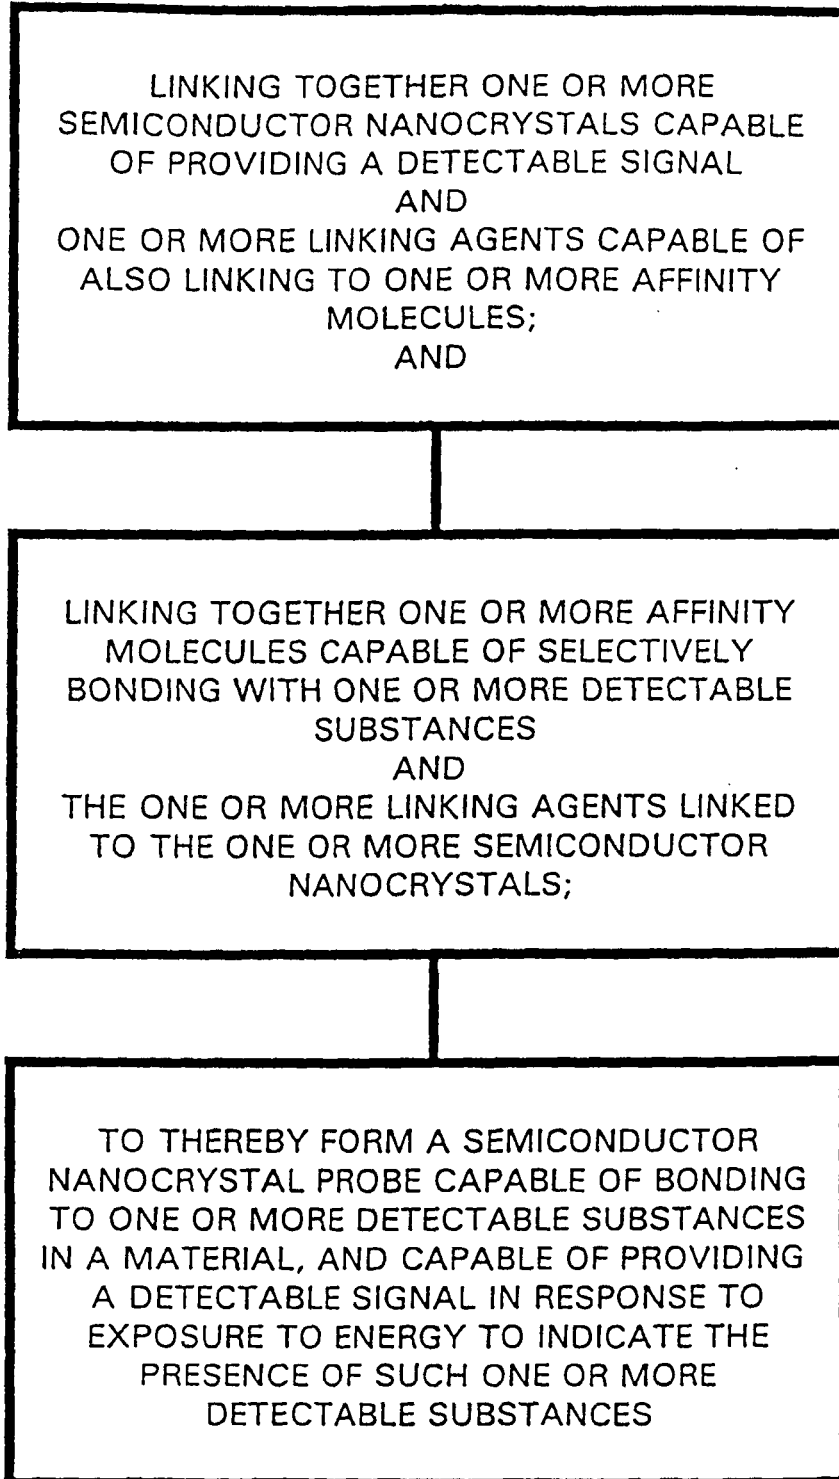 LINKING TOGETHER ONE OR MORE
SEMICONDUCTOR NANOCRYSTALS CAPABLE
OF PROVIDING A DETECTABLE SIGNAL
AND
ONE OR MORE LINKING AGENTS CAPABLE OF
ALSO LINKING TO ONE OR MORE AFFINITY
MOLECULES;
AND
LINKING TOGETHER ONE OR MORE AFFINITY
MOLECULES CAPABLE OF SELECTIVELY
BONDING WITH ONE OR MORE DETECTABLE
SUBSTANCES
AND
THE ONE OR MORE LINKING AGENTS LINKED
TO THE ONE OR MORE SEMICONDUCTOR
NANOCRYSTALS;
TO THEREBY FORM A SEMICONDUCTOR
NANOCRYSTAL PROBE CAPABLE OF BONDING
TO ONE OR MORE DETECTABLE SUBSTANCES
IN A MATERIAL, AND CAPABLE OF PROVIDING
A DETECTABLE SIGNAL IN RESPONSE TO
EXPOSURE TO ENERGY TO INDICATE THE
PRESENCE OF SUCH ONE OR MORE
DETECTABLE SUBSTANCES